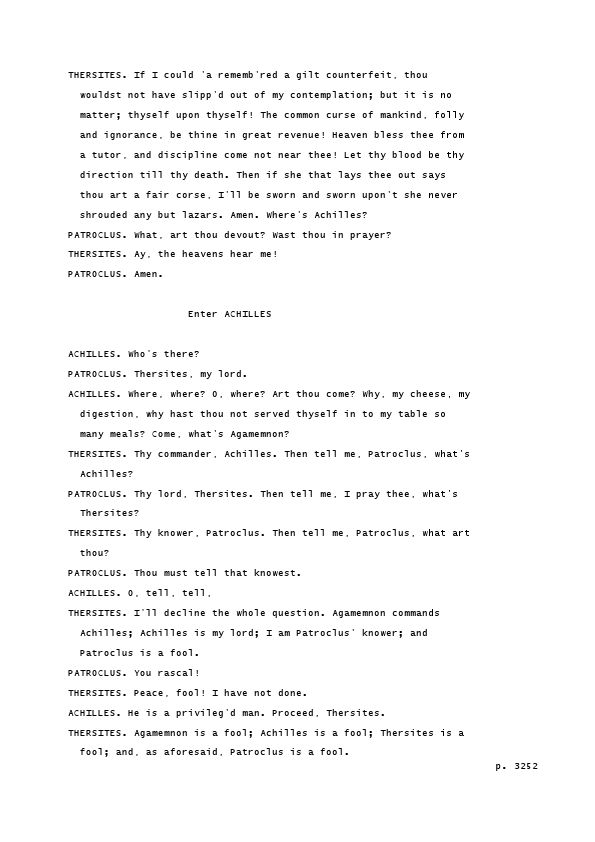 THERSITES. If I could 'a rememb'red a gilt counterfeit, thou
wouldst not have slipp'd out of my contemplation; but it is no
matter; thyself upon thyself! The common curse of mankind, folly
and ignorance, be thine in great revenue! Heaven bless thee from
a tutor, and discipline come not near thee! Let thy blood be thy
direction till thy death. Then if she that lays thee out says
thou art a fair corse, I'll be sworn and sworn upon't she never
shrouded any but lazars. Amen. Where's Achilles?
PATROCLUS. What, art thou devout? Wast thou in prayer?
THERSITES. Ay, the heavens hear me!
PATROCLUS. Amen.
Enter ACHILLES
ACHILLES. Who's there?
PATROCLUS. Thersites, my lord.
ACHILLES. Where, where? O, where? Art thou come? Why, my cheese, my
digestion, why hast thou not served thyself in to my table so
many meals? Come, what's Agamemnon?
THERSITES. Thy commander, Achilles. Then tell me, Patroclus, what's
Achilles?
PATROCLUS. Thy lord, Thersites. Then tell me, I pray thee, what's
Thersites?
THERSITES. Thy knower, Patroclus. Then tell me, Patroclus, what art
thou?
PATROCLUS. Thou must tell that knowest.
ACHILLES. O, tell, tell,
THERSITES. I'll decline the whole question. Agamemnon commands
Achilles; Achilles is my lord; I am Patroclus' knower; and
Patroclus is a fool.
PATROCLUS. You rascal!
THERSITES. Peace, fool! I have not done.
ACHILLES. He is a privileg'd man. Proceed, Thersites.
THERSITES. Agamemnon is a fool; Achilles is a fool; Thersites is a
fool; and, as aforesaid, Patroclus is a fool.
p. 3252